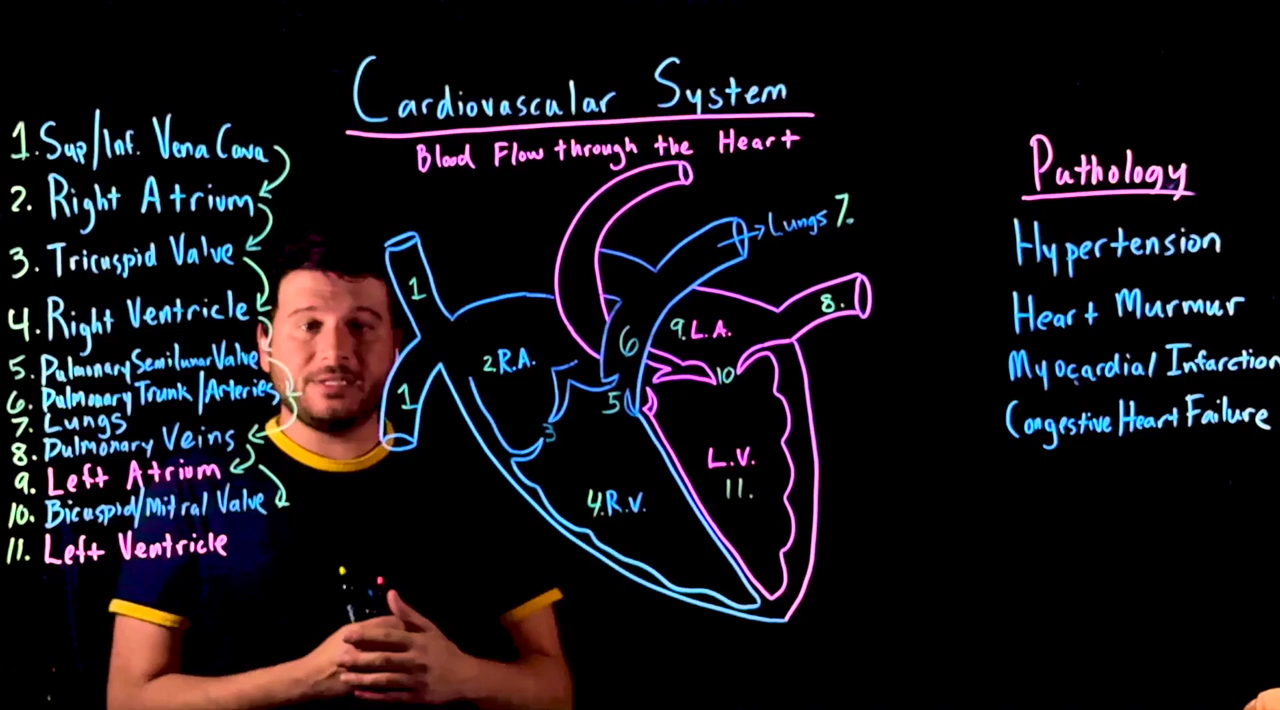 Cardiovascular System
Blood Flow through the Heart
1. Sup/Inf. Vena Cava
2. Right Atrium
3. Tricuspid Valve
4. Right Ventricle
5. Pulmonary Semilunar Valve
6. Pulmonary Trunk/Arteries
7. Lungs
8. Pulmonary Veins
9. Left Atrium
10. Bicuspid/Mitral Valve
11. Left Ventricle
1
1
2. R.A.
3
4. R.V.
5
6
Lungs 7.
8.
9. L.A.
10
L.V.
11.
Pathology
Hypertension
Heart Murmur
Myocardial Infarction
Congestive Heart Failure